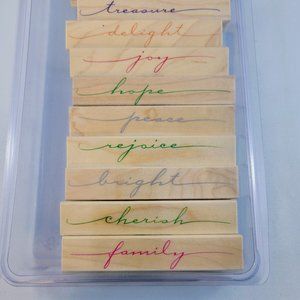 treasure
delight
joy
hope
peace
rejoice
bright
cherish
family